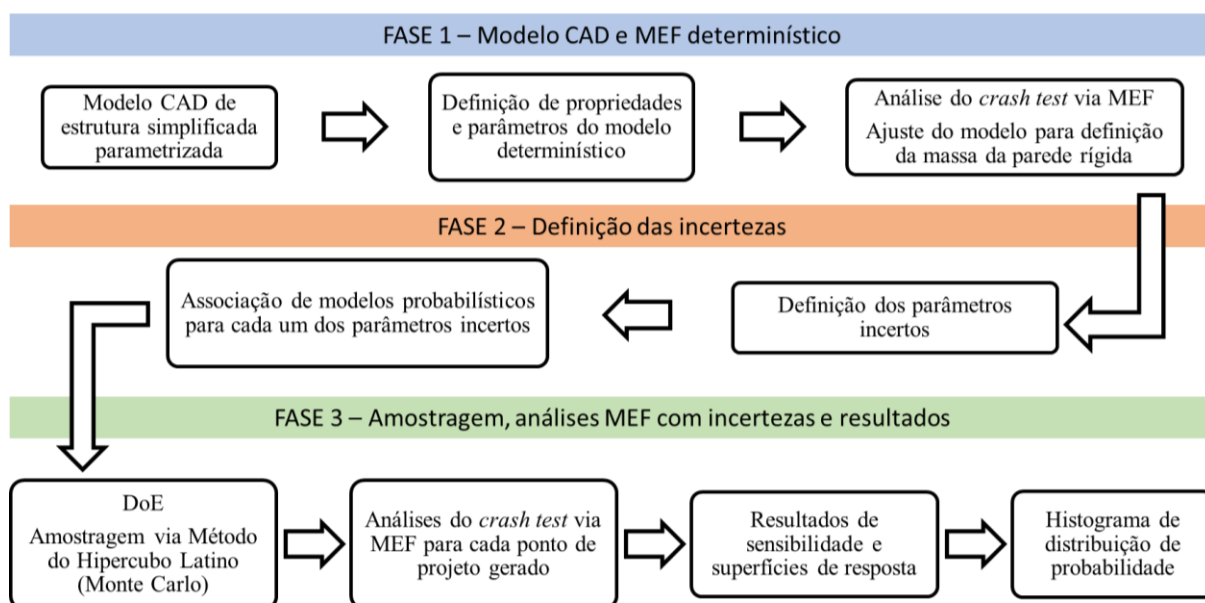 FASE 1 – Modelo CAD e MEF determinístico
Modelo CAD de
estrutura simplificada
parametrizada
Definição de propriedades
e parâmetros do modelo
determinístico
Análise do crash test via MEF
Ajuste do modelo para definição
da massa da parede rígida
FASE 2 – Definição das incertezas
Associação de modelos probabilísticos
para cada um dos parâmetros incertos
Definição dos parâmetros
incertos
FASE 3 – Amostragem, análises MEF com incertezas e resultados
DoE
Amostragem via Método
do Hipercubo Latino
(Monte Carlo)
Análises do crash test via
MEF para cada ponto de
projeto gerado
Resultados de
sensibilidade e
superfícies de resposta
Histograma de
distribuição de
probabilidade